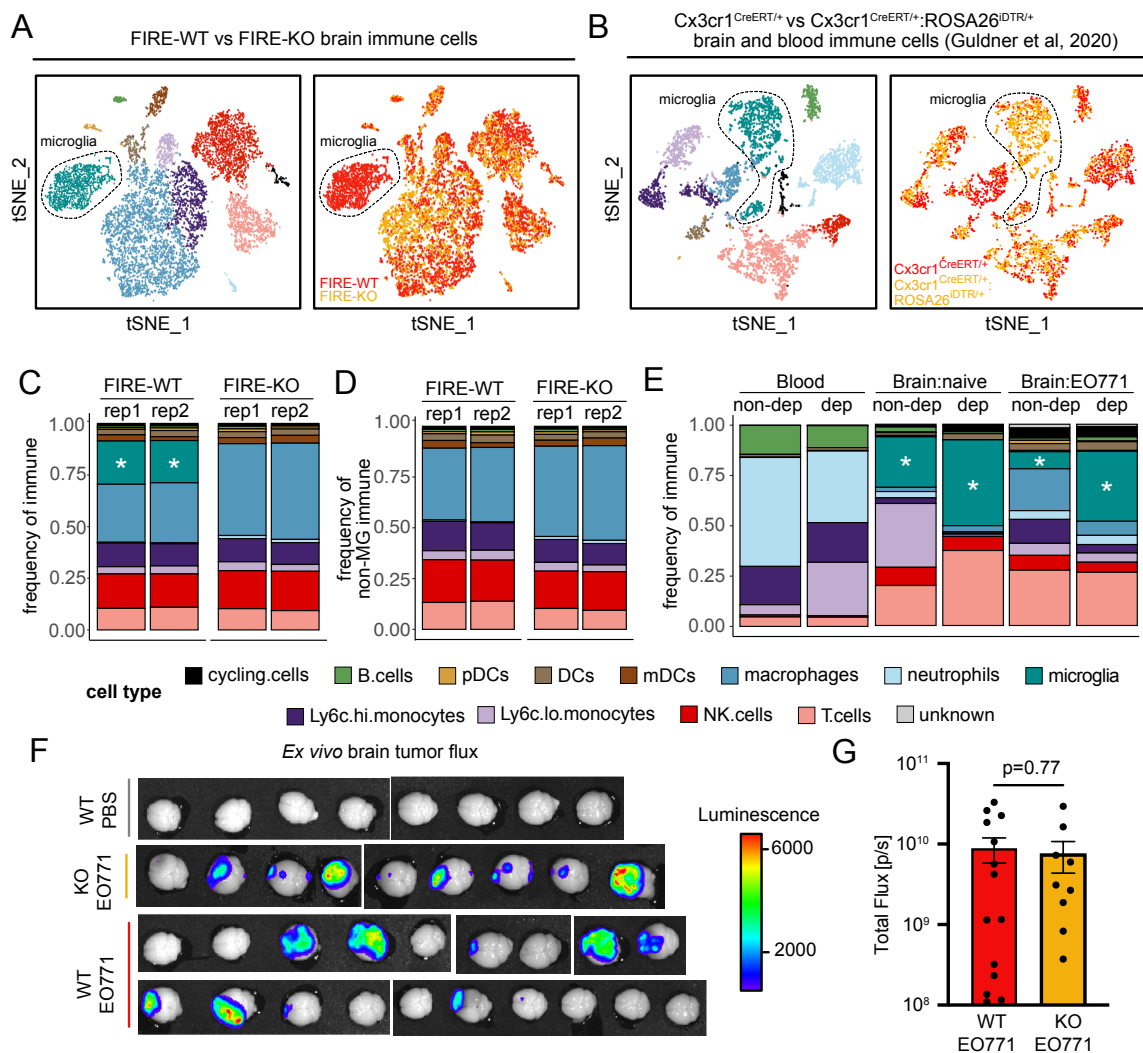 A
FIRE-WT vs FIRE-KO brain immune cells
microglia
microglia
FIRE-WT
FIRE-KO
tSNE_2
tSNE_1
tSNE_1
B
Cx3cr1CreERT/+ vs Cx3cr1CreERT/+:ROSA26iDTR/+
brain and blood immune cells (Guldner et al, 2020)
microglia
microglia
Cx3cr1CreERT/+
Cx3cr1CreERT/+:
ROSA26iDTR/+
tSNE_2
tSNE_1
tSNE_1
C
FIRE-WT FIRE-KO
rep1 rep2 rep1 rep2
frequency of immune
1.00
0.75
0.50
0.25
0.00
* *
D
FIRE-WT FIRE-KO
rep1 rep2 rep1 rep2
frequency of
non-MG immune
1.00
0.75
0.50
0.25
0.00
E
Blood Brain:naive Brain:EO771
non-dep dep non-dep dep non-dep dep
frequency of immune
1.00
0.75
0.50
0.25
0.00
* * * *
cell type
cycling.cells B.cells pDCs DCs mDCs macrophages neutrophils microglia
Ly6c.hi.monocytes Ly6c.lo.monocytes NK.cells T.cells unknown
F
Ex vivo brain tumor flux
WT
PBS
KO
EO771
WT
EO771
Luminescence
6000
2000
G
p=0.77
Total Flux [p/s]
10^11
10^10
10^9
10^8
WT
EO771
KO
EO771